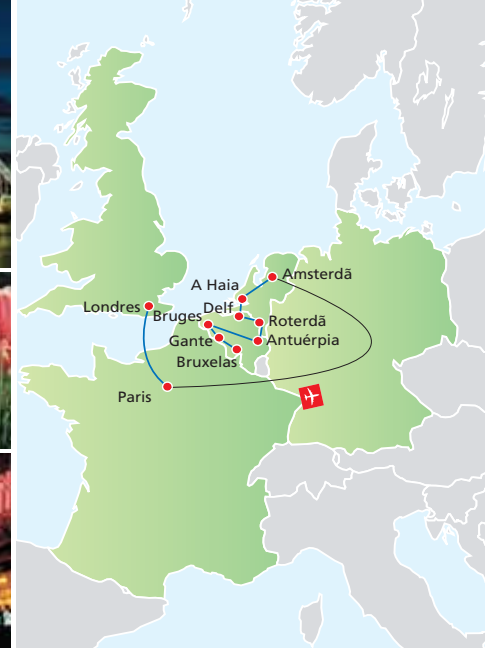 Amsterdã
A Haia
Londres
Delf
Bruges
Roterdã
Gante
Antuérpia
Bruxelas
Paris